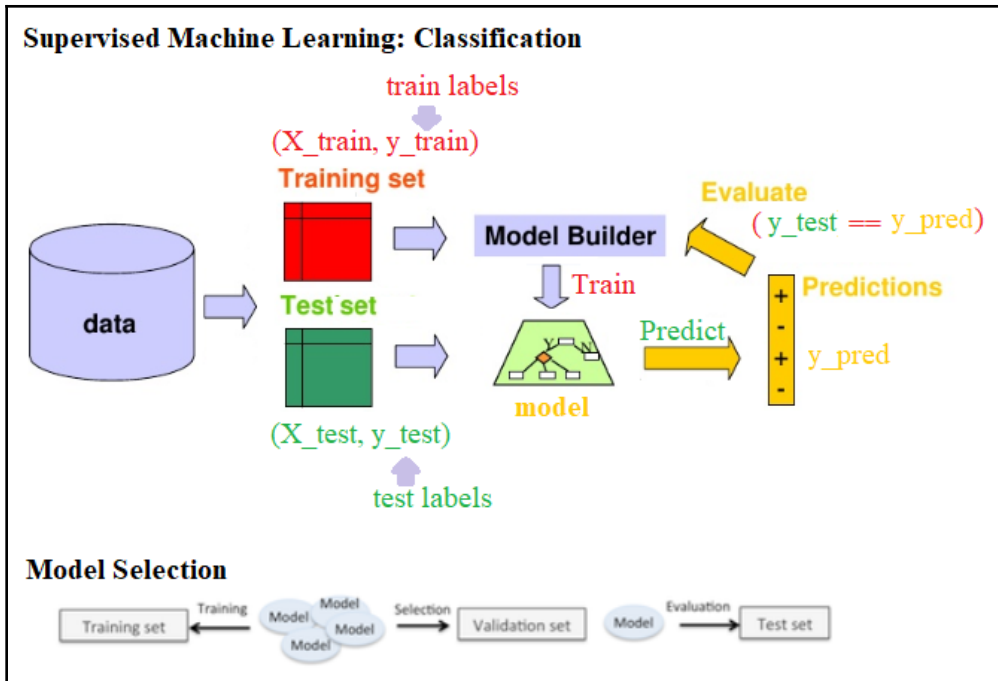 Supervised Machine Learning: Classification
train labels
(X_train, y_train)
Training set
Evaluate
( y_test == y_pred)
Model Builder
Train
Predictions
data
Test set
Y
N
Predict
+
-
+
-
y_pred
model
(X_test, y_test)
test labels
Model Selection
Training set
Training
Model
Model
Model
Model
Selection
Validation set
Model
Evaluation
Test set